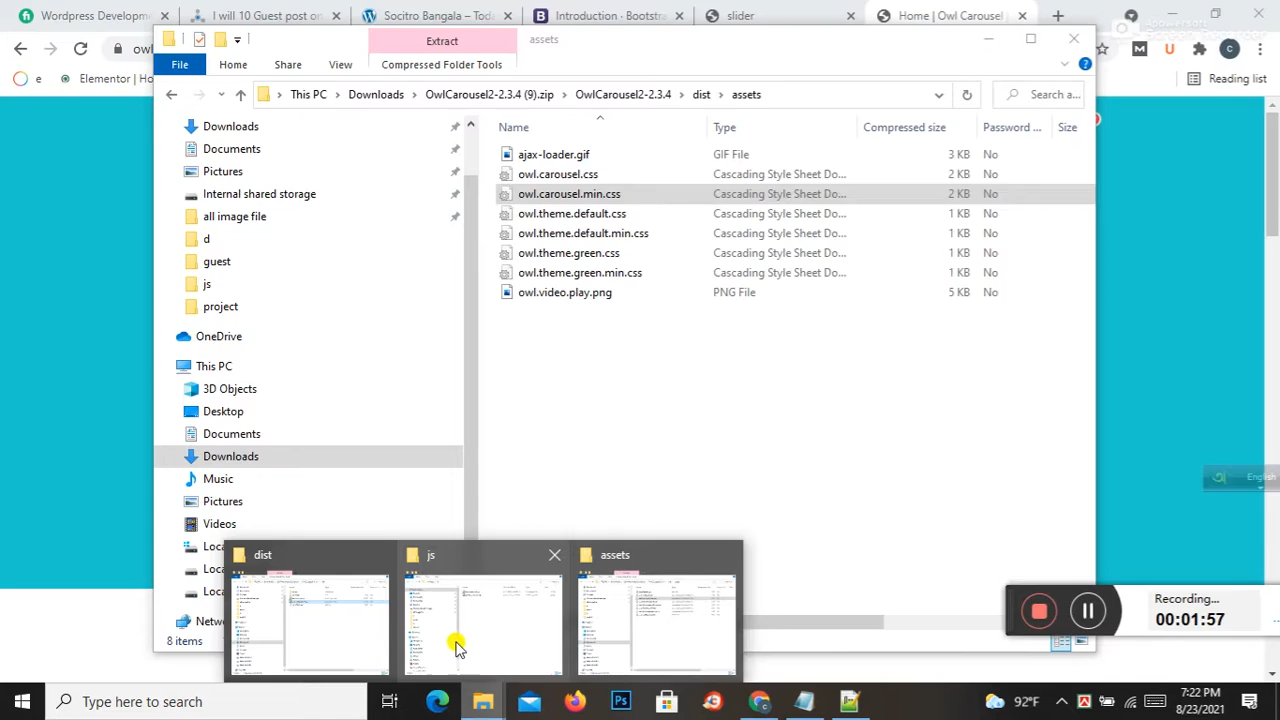 Wordpress Developmen
I will 10 Guest post on
Socitro Bangala – Toda
Introduction · Bootstra
slider
Home | Owl Carousel
owl
Reading list
e
Elementor | Ho
Extract
assets
File
Home
Share
View
Compressed Folder Tools
This PC
Downloads
OwlCarousel2-2.3.4 (9).zip
OwlCarousel2-2.3.4
dist
assets
Search a...
Name
Type
Compressed size
Password ...
Size
ajax-loader.gif GIF File 3 KB No
owl.carousel.css Cascading Style Sheet Do... 2 KB No
owl.carousel.min.css Cascading Style Sheet Do... 2 KB No
owl.theme.default.css Cascading Style Sheet Do... 1 KB No
owl.theme.default.min.css Cascading Style Sheet Do... 1 KB No
owl.theme.green.css Cascading Style Sheet Do... 1 KB No
owl.theme.green.min.css Cascading Style Sheet Do... 1 KB No
owl.video.play.png PNG File 5 KB No
Downloads
Documents
Pictures
Internal shared storage
all image file
d
guest
js
project
OneDrive
This PC
3D Objects
Desktop
Documents
Downloads
Music
Pictures
Videos
Loca
Loca
Loca
Netw
8 items
dist
js
assets
English
Recording...
00:01:57
Type here to search
92°F
7:22 PM
8/23/2021